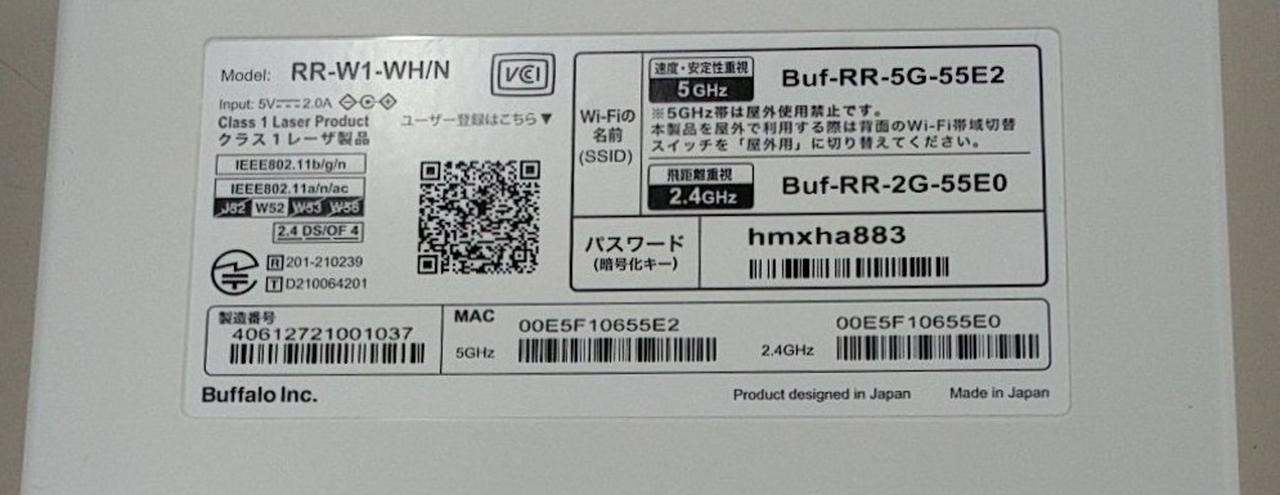 Model: RR-W1-WH/N
VCCI
Input: 5V⎓2.0A
Class 1 Laser Product
クラス1レーザ製品
ユーザー登録はこちら▼
IEEE802.11b/g/n
IEEE802.11a/n/ac
J52 W52 W53 W56
2.4 DS/OF 4
R 201-210239
T D210064201
Wi-Fiの
名前
(SSID)
速度・安定性重視
5GHz
Buf-RR-5G-55E2
※5GHz帯は屋外使用禁止です。
本製品を屋外で利用する際は背面のWi-Fi帯域切替
スイッチを「屋外用」に切り替えてください。
飛距離重視
2.4GHz
Buf-RR-2G-55E0
パスワード
(暗号化キー)
hmxha883
製造番号
40612721001037
MAC
5GHz
00E5F10655E2
2.4GHz
00E5F10655E0
Buffalo Inc.
Product designed in Japan
Made in Japan